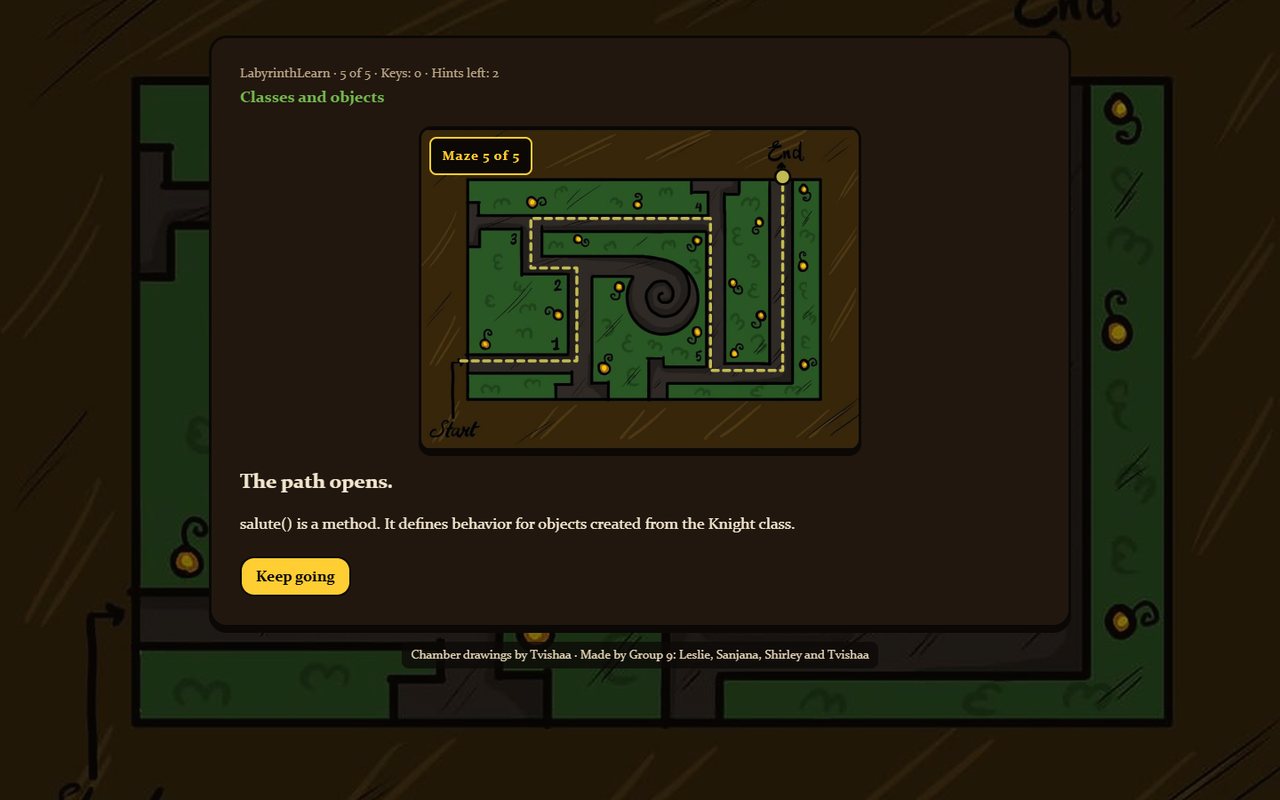 End
LabyrinthLearn · 5 of 5 · Keys: 0 · Hints left: 2
Classes and objects
Maze 5 of 5
End
4
3
2
1
5
Start
The path opens.
salute() is a method. It defines behavior for objects created from the Knight class.
Keep going
Chamber drawings by Tvishaa · Made by Group 9: Leslie, Sanjana, Shirley and Tvishaa